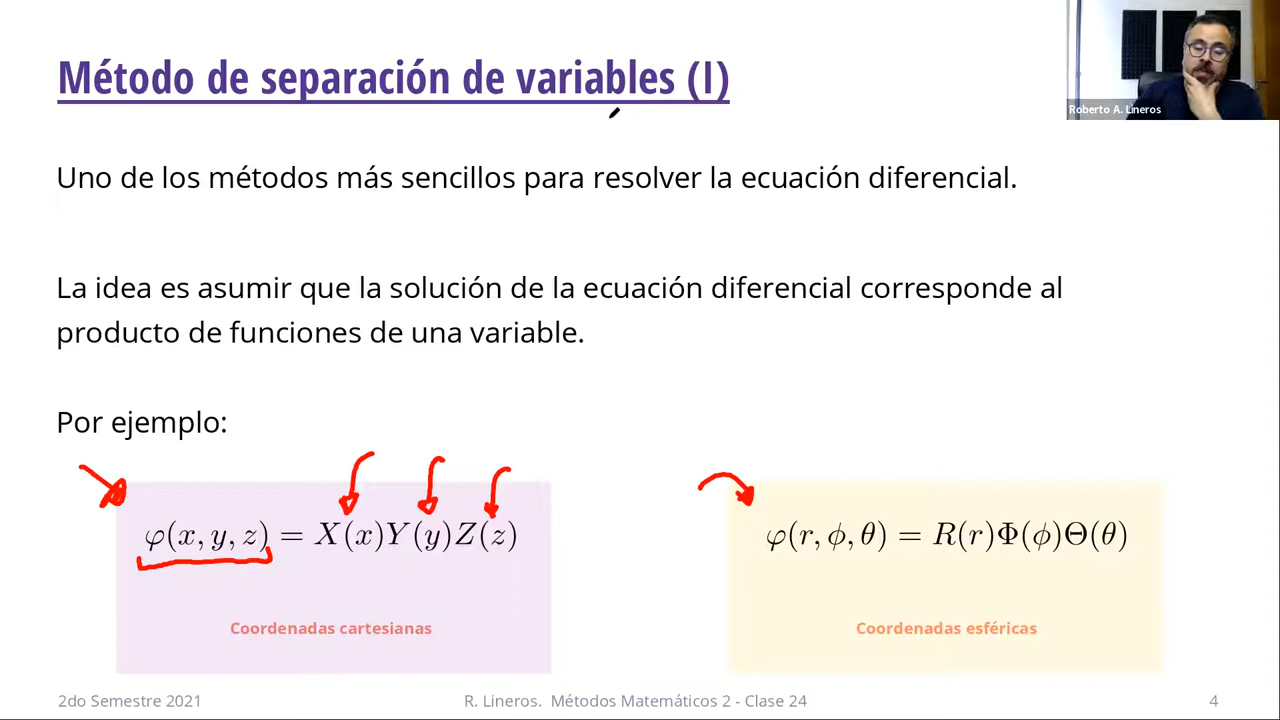 Método de separación de variables (I)
Roberto A. Lineros
Uno de los métodos más sencillos para resolver la ecuación diferencial.
La idea es asumir que la solución de la ecuación diferencial corresponde al
producto de funciones de una variable.
Por ejemplo:
φ(x, y, z) = X(x)Y(y)Z(z)
Coordenadas cartesianas
φ(r, ϕ, θ) = R(r)Φ(ϕ)Θ(θ)
Coordenadas esféricas
2do Semestre 2021
R. Lineros. Métodos Matemáticos 2 - Clase 24
4